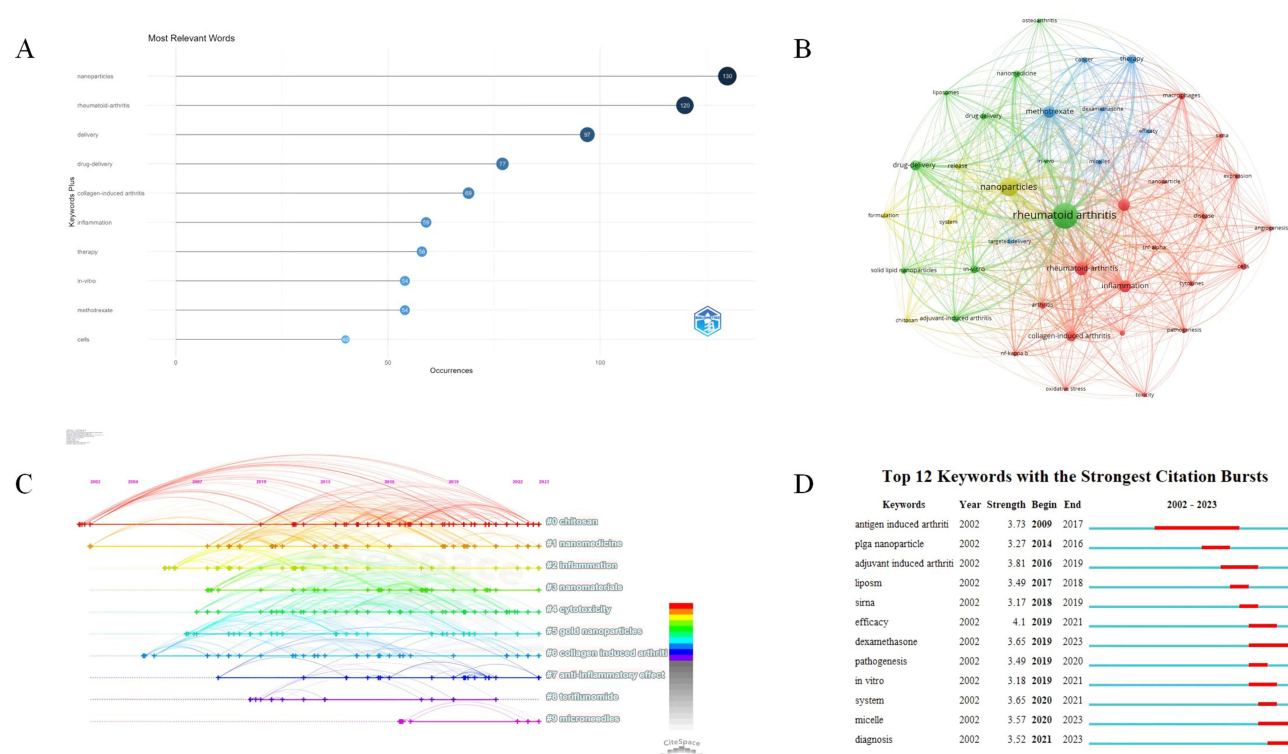 A
Most Relevant Words
Keywords Plus
nanoparticles
130
rheumatoid-arthritis
120
delivery
97
drug-delivery
77
collagen-induced arthritis
69
inflammation
59
therapy
58
in-vitro
54
methotrexate
54
cells
40
0
50
100
Occurrences
B
osteoarthritis
cancer
therapy
nanomedicine
liposomes
macrophages
methotrexate
dexamethasone
drug delivery
efficacy
sirna
drug-delivery
release
in-vivo
micelles
nanoparticles
nanoparticle
expression
rheumatoid arthritis
formulation
system
disease
angiogenesis
targeted delivery
tnf-alpha
solid lipid nanoparticles
in-vitro
rheumatoid-arthritis
cells
inflammation
cytokines
arthritis
chitosan
adjuvant-induced arthritis
collagen-induced arthritis
pathogenesis
nf-kappa b
oxidative stress
toxicity
C
2002
2004
2007
2010
2013
2016
2019
2022
2023
#0 chitosan
#1 nanomedicine
#2 inflammation
#3 nanomaterials
#4 cytotoxicity
#5 gold nanoparticles
#6 collagen induced arthriti
#7 anti-inflammatory effect
#8 teriflunomide
#9 microneedles
CiteSpace
D
Top 12 Keywords with the Strongest Citation Bursts
Keywords Year Strength Begin End 2002 - 2023
antigen induced arthriti 2002 3.73 2009 2017
plga nanoparticle 2002 3.27 2014 2016
adjuvant induced arthriti 2002 3.81 2016 2019
liposm 2002 3.49 2017 2018
sirna 2002 3.17 2018 2019
efficacy 2002 4.1 2019 2021
dexamethasone 2002 3.65 2019 2023
pathogenesis 2002 3.49 2019 2020
in vitro 2002 3.18 2019 2021
system 2002 3.65 2020 2021
micelle 2002 3.57 2020 2023
diagnosis 2002 3.52 2021 2023